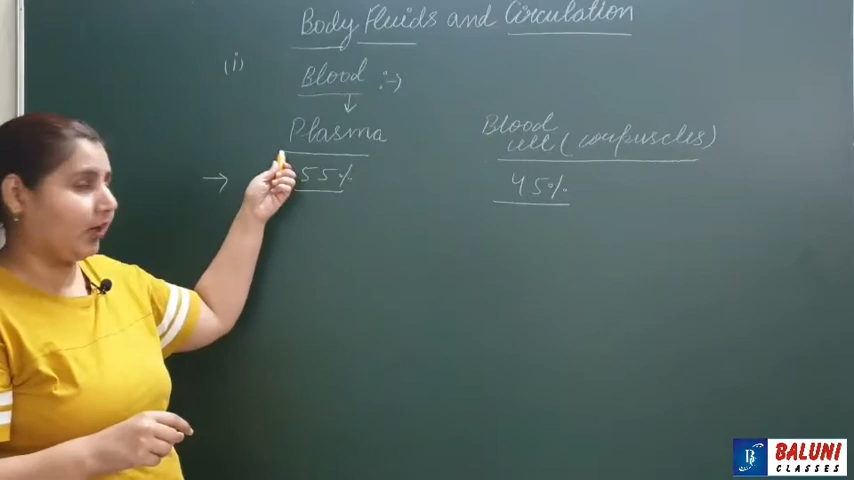 Body Fluids and Circulation
(i) Blood :→
↓
Plasma
→ 55%
Blood
cell (corpuscles)
45%
B
BALUNI
CLASSES